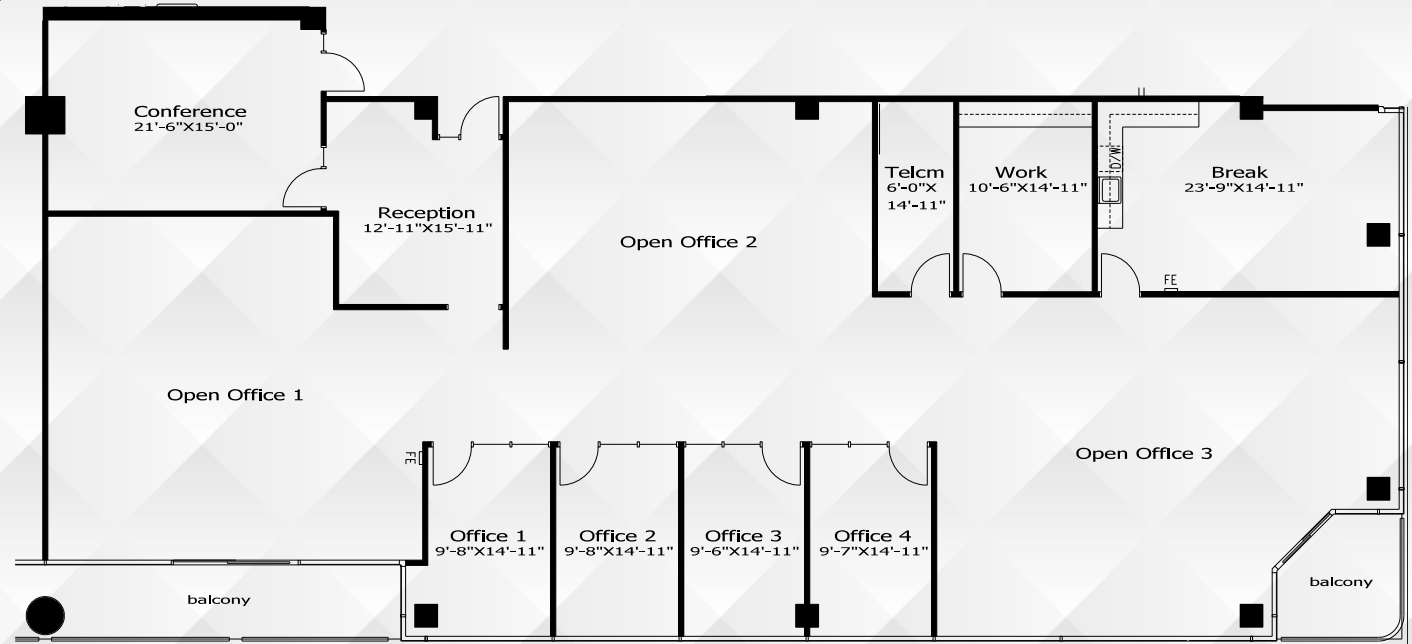 Conference
21'-6"X15'-0"
Reception
12'-11"X15'-11"
Open Office 2
Telcm
6'-0"X
14'-11"
Work
10'-6"X14'-11"
D/W
Break
23'-9"X14'-11"
FE
Open Office 1
FE
Open Office 3
Office 1
9'-8"X14'-11"
Office 2
9'-8"X14'-11"
Office 3
9'-6"X14'-11"
Office 4
9'-7"X14'-11"
balcony
balcony